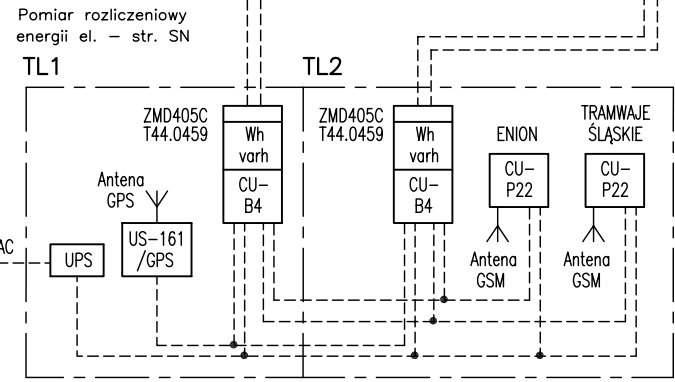 Pomiar rozliczeniowy
energii el. – str. SN
TL1
TL2
ZMD405C
T44.0459
Wh
varh
CU-
B4
ZMD405C
T44.0459
Wh
varh
CU-
B4
ENION
CU-
P22
TRAMWAJE
ŚLĄSKIE
CU-
P22
Antena
GPS
US-161
/GPS
AC
UPS
Antena
GSM
Antena
GSM